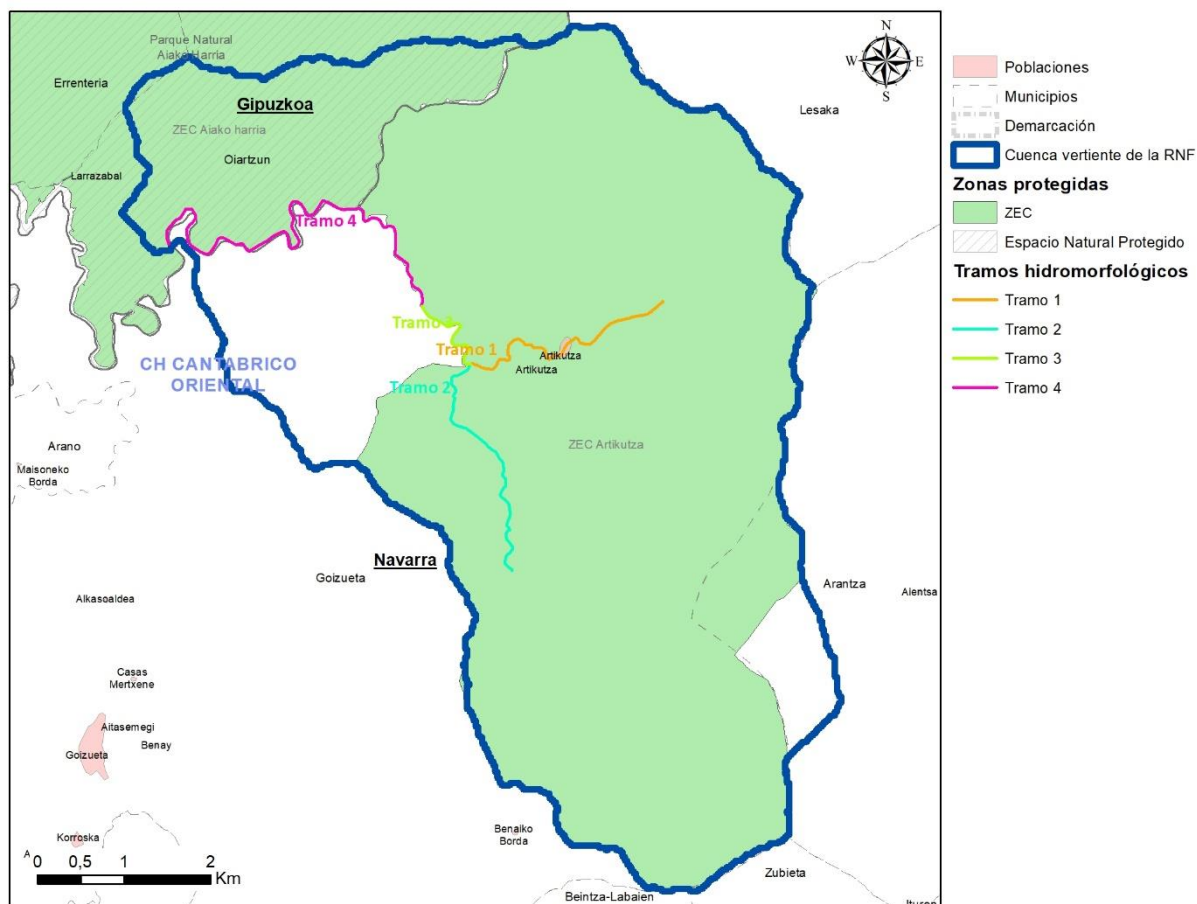 Parque Natural
Aiako Harria
Errenteria
Gipuzkoa
ZEC Aiako harria
Oiartzun
Larrazabal
Lesaka
N
W
E
S
Tramo 4
Tramo 3
Tramo 1
Artikutza
Artikutza
Tramo 2
CH CANTABRICO
ORIENTAL
ZEC Artikutza
Arano
Maisoneko
Borda
Navarra
Goizueta
Arantza
Aientsa
Alkasoaldea
Casas
Mertxene
Aitasemegi
Goizueta
Benay
Korroska
Benaiko
Borda
Zubieta
Beintza-Labaien
Ituren
A
0 0,5 1 2
Km
Poblaciones
Municipios
Demarcación
Cuenca vertiente de la RNF
Zonas protegidas
ZEC
Espacio Natural Protegido
Tramos hidromorfológicos
Tramo 1
Tramo 2
Tramo 3
Tramo 4